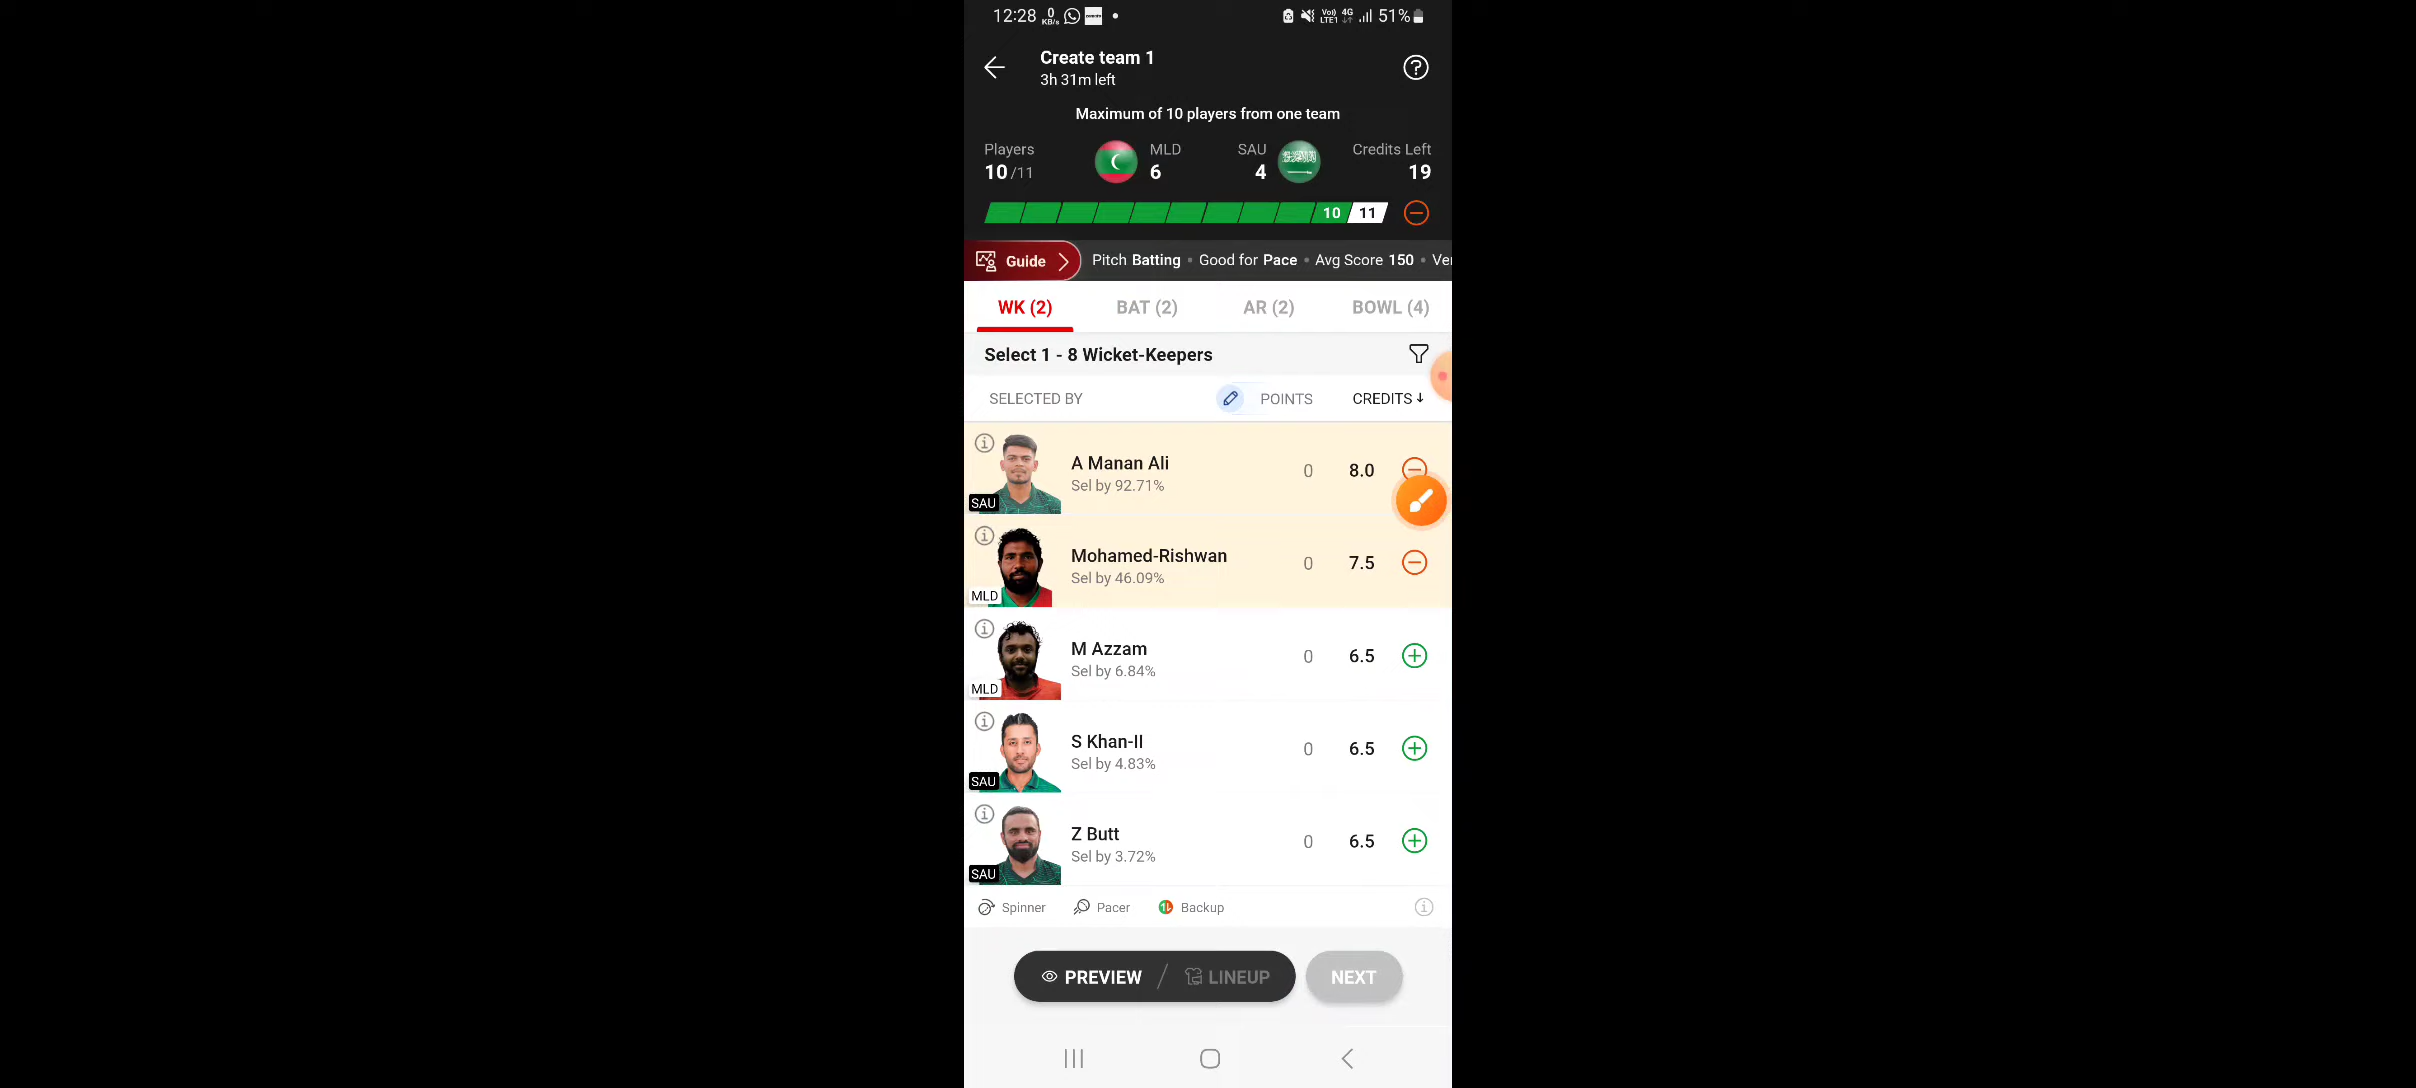 12:28 0 KB/s Vo) LTE1 4G 51%
Create team 1
3h 31m left
Maximum of 10 players from one team
Players MLD SAU Credits Left
10/11 6 4 19
10 11
Guide Pitch Batting • Good for Pace • Avg Score 150 • Ve
WK (2) BAT (2) AR (2) BOWL (4)
Select 1 - 8 Wicket-Keepers
SELECTED BY POINTS CREDITS↓
A Manan Ali 0 8.0
Sel by 92.71%
SAU
Mohamed-Rishwan 0 7.5
Sel by 46.09%
MLD
M Azzam 0 6.5
Sel by 6.84%
MLD
S Khan-II 0 6.5
Sel by 4.83%
SAU
Z Butt 0 6.5
Sel by 3.72%
SAU
Spinner Pacer Backup
PREVIEW / LINEUP NEXT